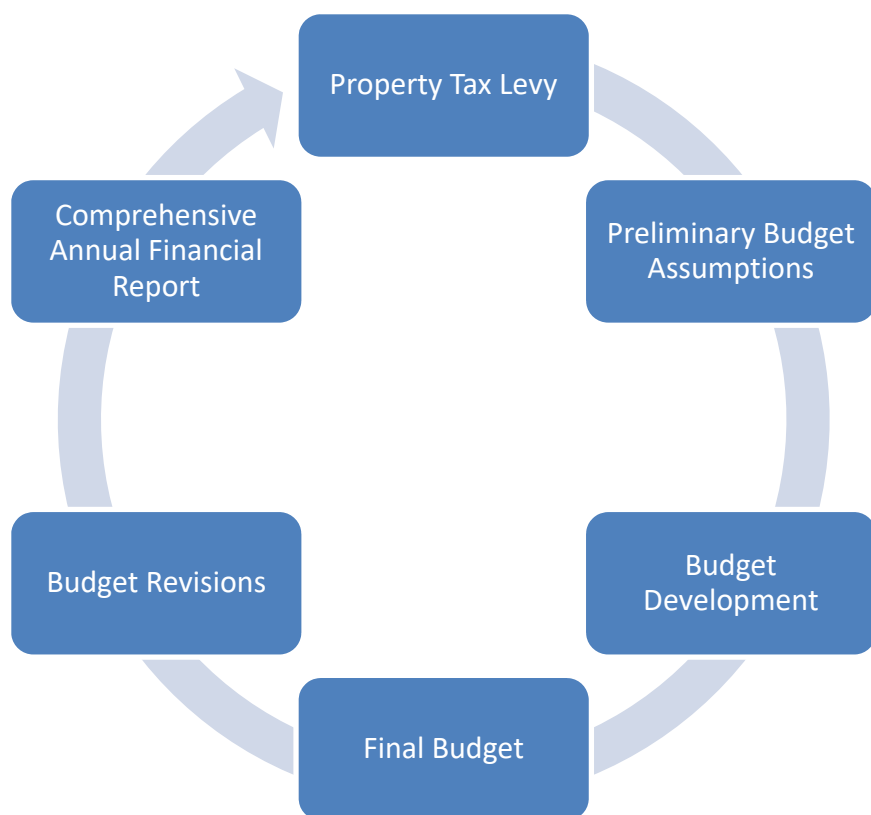 Property Tax Levy
Preliminary Budget
Assumptions
Budget
Development
Final Budget
Budget Revisions
Comprehensive
Annual Financial
Report